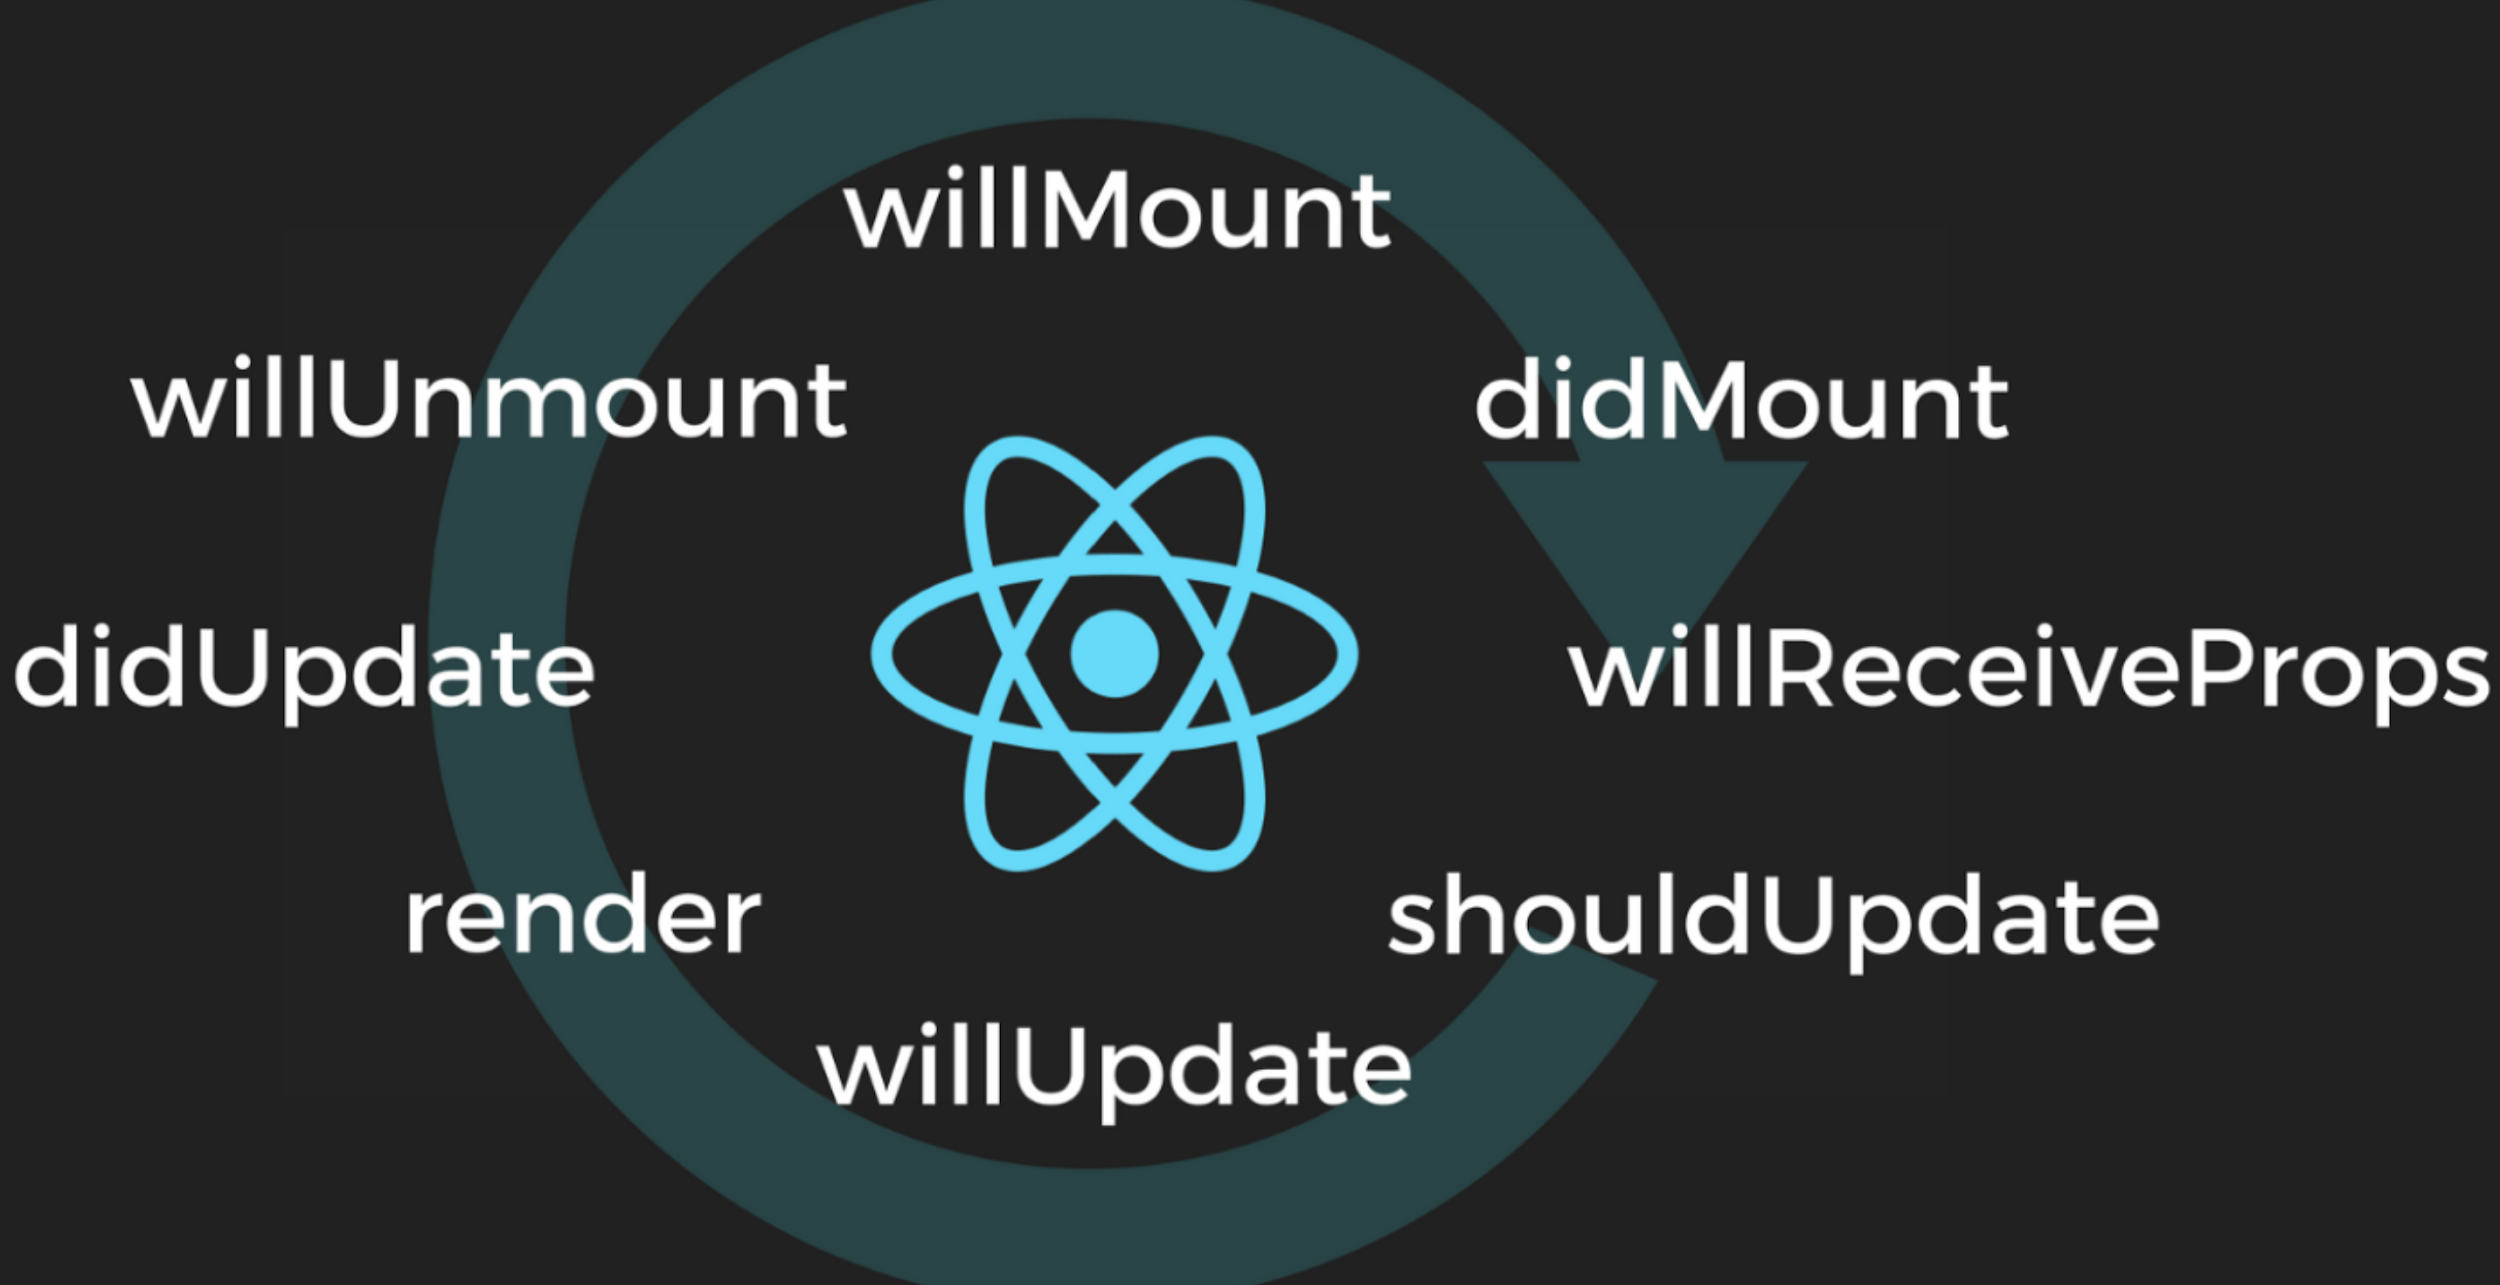 willMount
willUnmount
didMount
didUpdate
willReceiveProps
render
shouldUpdate
willUpdate